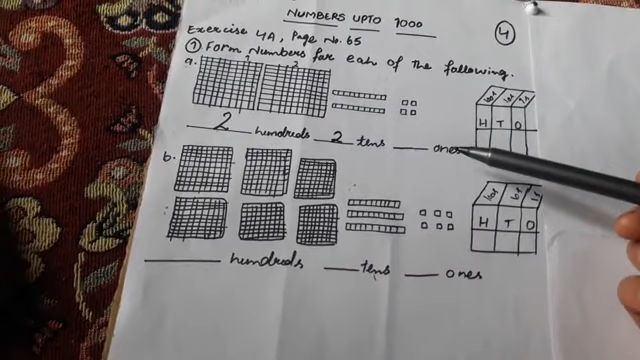 NUMBERS UPTO 1000
4
Exercise 4A, Page No. 65
1 Form Numbers for each of the following.
a.
H T O
2 hundreds 2 tens ___ ones
b.
H T O
___ hundreds ___ tens ___ ones